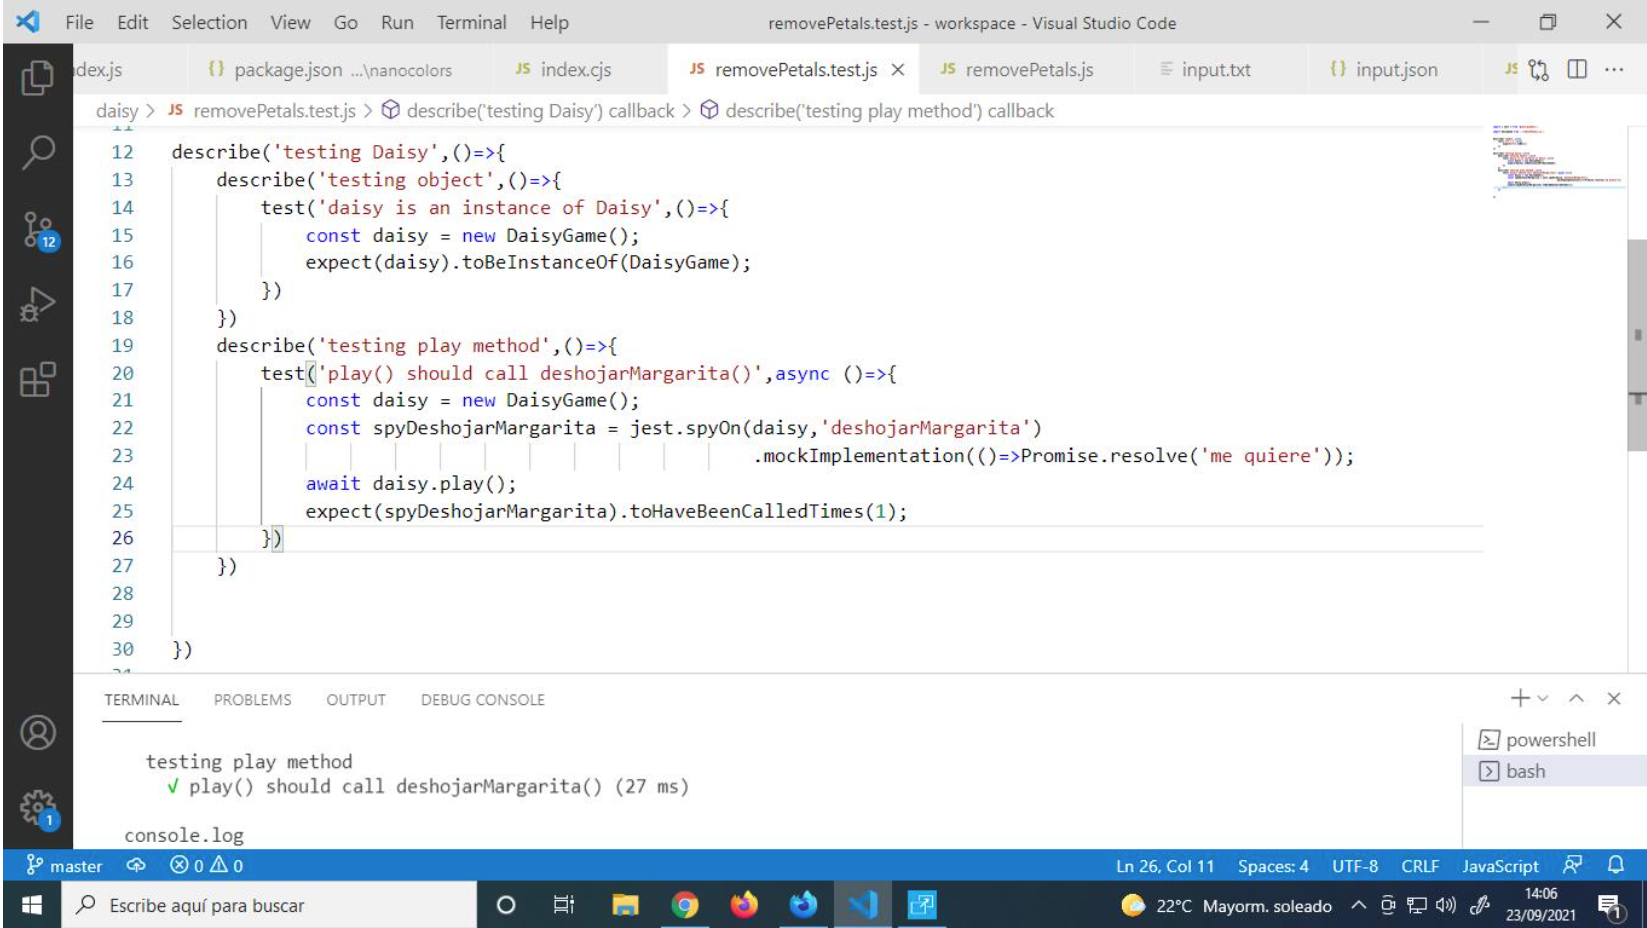 File Edit Selection View Go Run Terminal Help removePetals.test.js - workspace - Visual Studio Code
dex.js {} package.json ...\nanocolors JS index.cjs JS removePetals.test.js JS removePetals.js input.txt {} input.json JS
daisy > JS removePetals.test.js > describe('testing Daisy') callback > describe('testing play method') callback
11
12 describe('testing Daisy',()=>{
13 describe('testing object',()=>{
14 test('daisy is an instance of Daisy',()=>{
15 const daisy = new DaisyGame();
16 expect(daisy).toBeInstanceOf(DaisyGame);
17 })
18 })
19 describe('testing play method',()=>{
20 test('play() should call deshojarMargarita()',async ()=>{
21 const daisy = new DaisyGame();
22 const spyDeshojarMargarita = jest.spyOn(daisy,'deshojarMargarita')
23 .mockImplementation(()=>Promise.resolve('me quiere'));
24 await daisy.play();
25 expect(spyDeshojarMargarita).toHaveBeenCalledTimes(1);
26 })
27 })
28
29
30 })
31
12
TERMINAL PROBLEMS OUTPUT DEBUG CONSOLE
powershell
bash
testing play method
√ play() should call deshojarMargarita() (27 ms)
console.log
1
master 0 0 Ln 26, Col 11 Spaces: 4 UTF-8 CRLF JavaScript
Escribe aquí para buscar 22°C Mayorm. soleado 14:06
23/09/2021 1